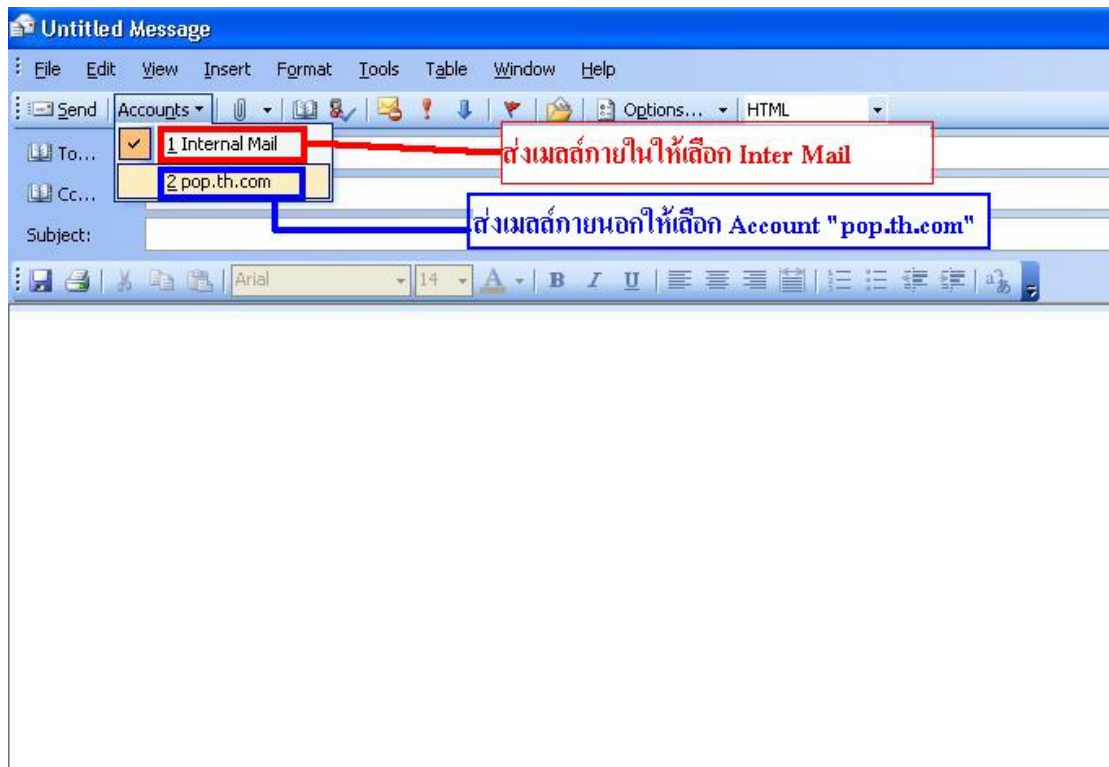 Untitled Message
File Edit View Insert Format Tools Table Window Help
Send Accounts Options... HTML
To... 1 Internal Mail ส่งเมลล์ภายในให้เลือก Inter Mail
Cc... 2 pop.th.com
ส่งเมลล์ภายนอกให้เลือก Account "pop.th.com"
Subject:
Arial 14 A B I U